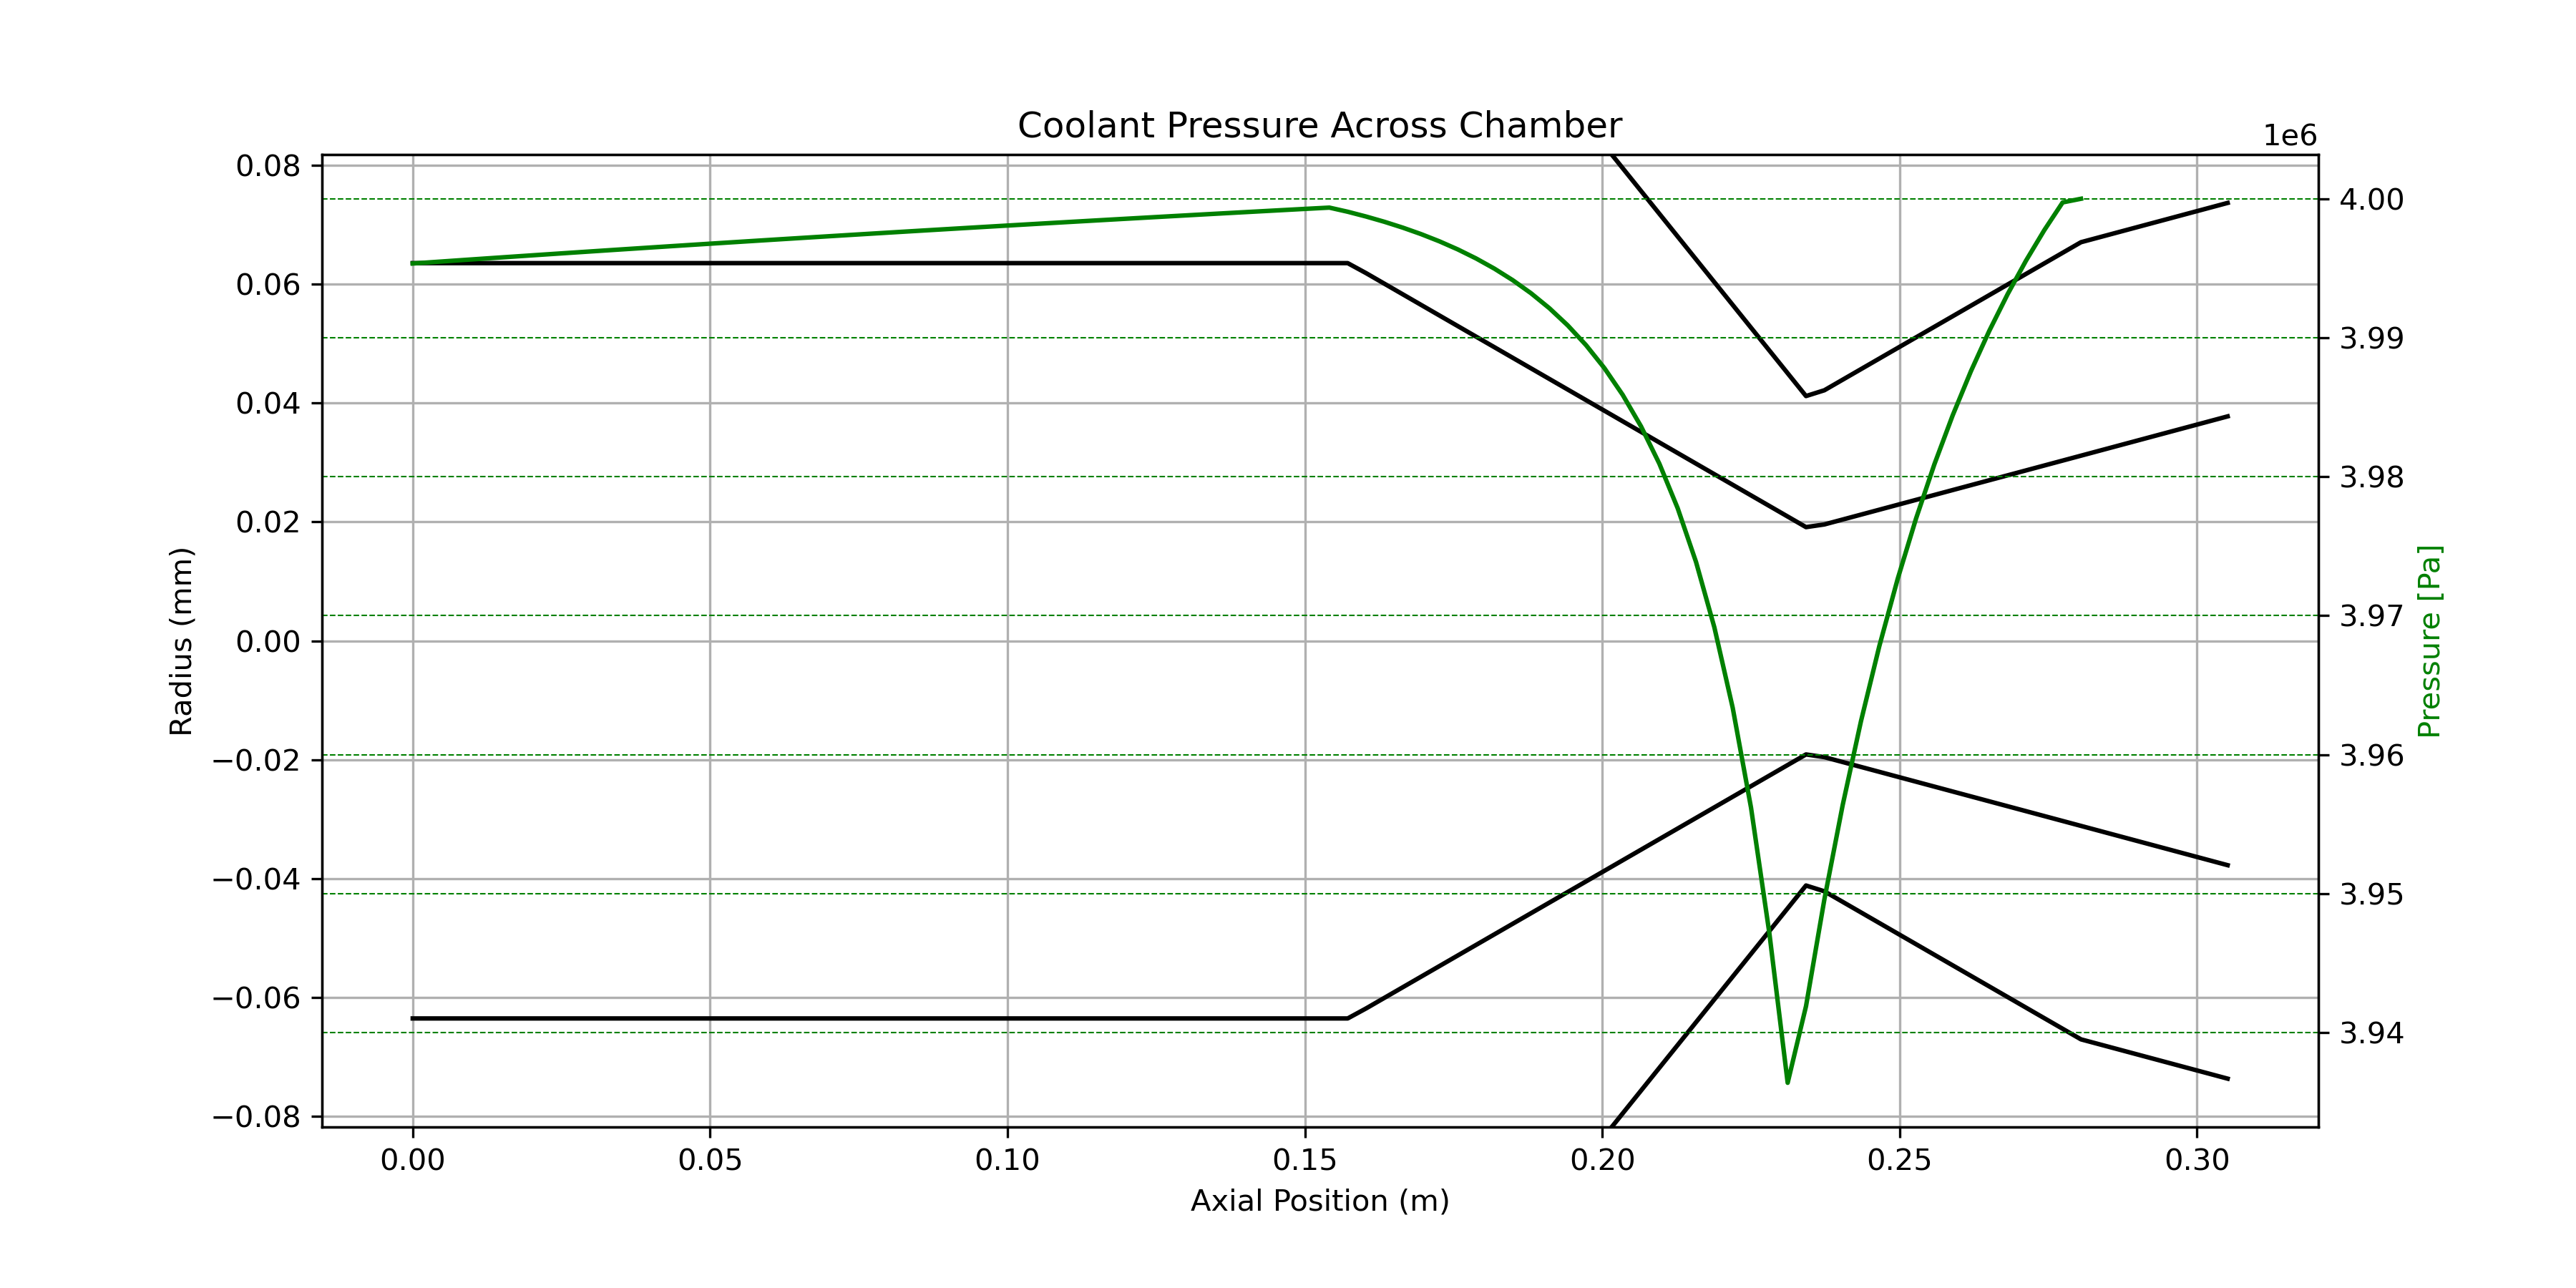 Coolant Pressure Across Chamber
1e6
0.08
0.06
0.04
0.02
0.00
−0.02
−0.04
−0.06
−0.08
Radius (mm)
4.00
3.99
3.98
3.97
3.96
3.95
3.94
Pressure [Pa]
0.00 0.05 0.10 0.15 0.20 0.25 0.30
Axial Position (m)